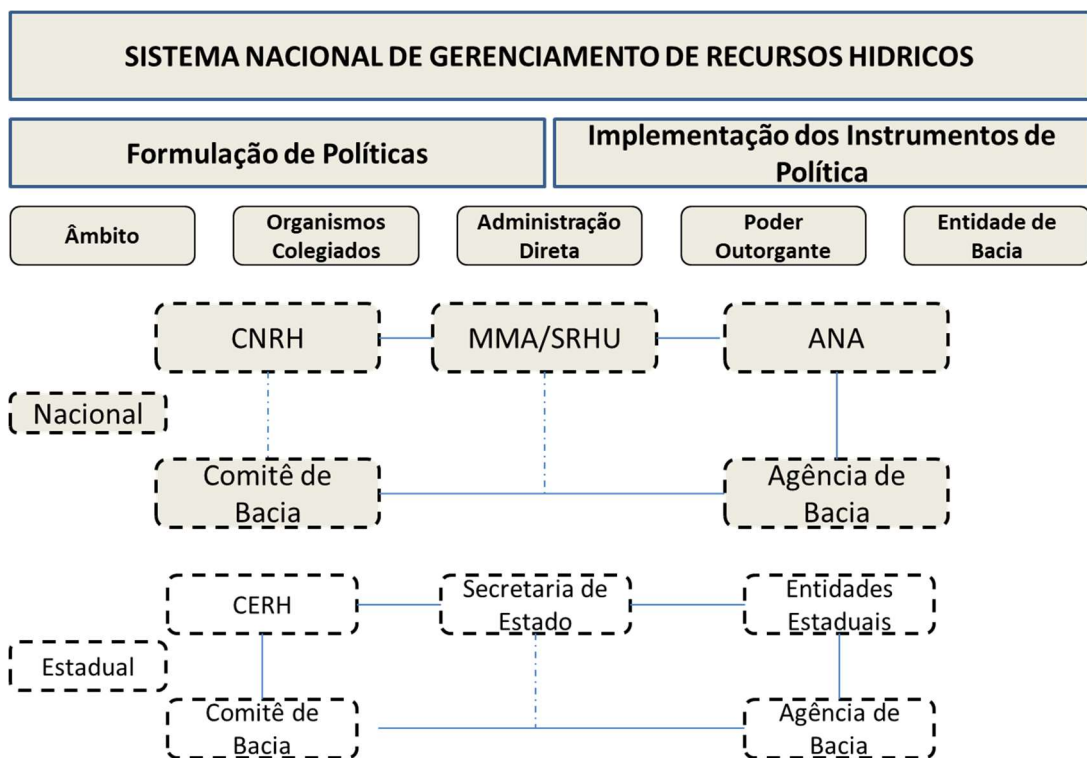 SISTEMA NACIONAL DE GERENCIAMENTO DE RECURSOS HIDRICOS
Formulação de Políticas
Implementação dos Instrumentos de
Política
Âmbito
Organismos
Colegiados
Administração
Direta
Poder
Outorgante
Entidade de
Bacia
CNRH
MMA/SRHU
ANA
Nacional
Comitê de
Bacia
Agência de
Bacia
CERH
Secretaria de
Estado
Entidades
Estaduais
Estadual
Comitê de
Bacia
Agência de
Bacia